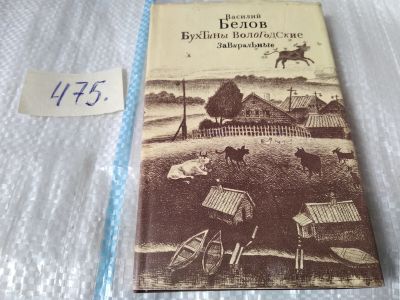 475.
Василий
Белов
БУХТиНЫ ВОЛОГОДСКИЕ
ЗаВиральНые